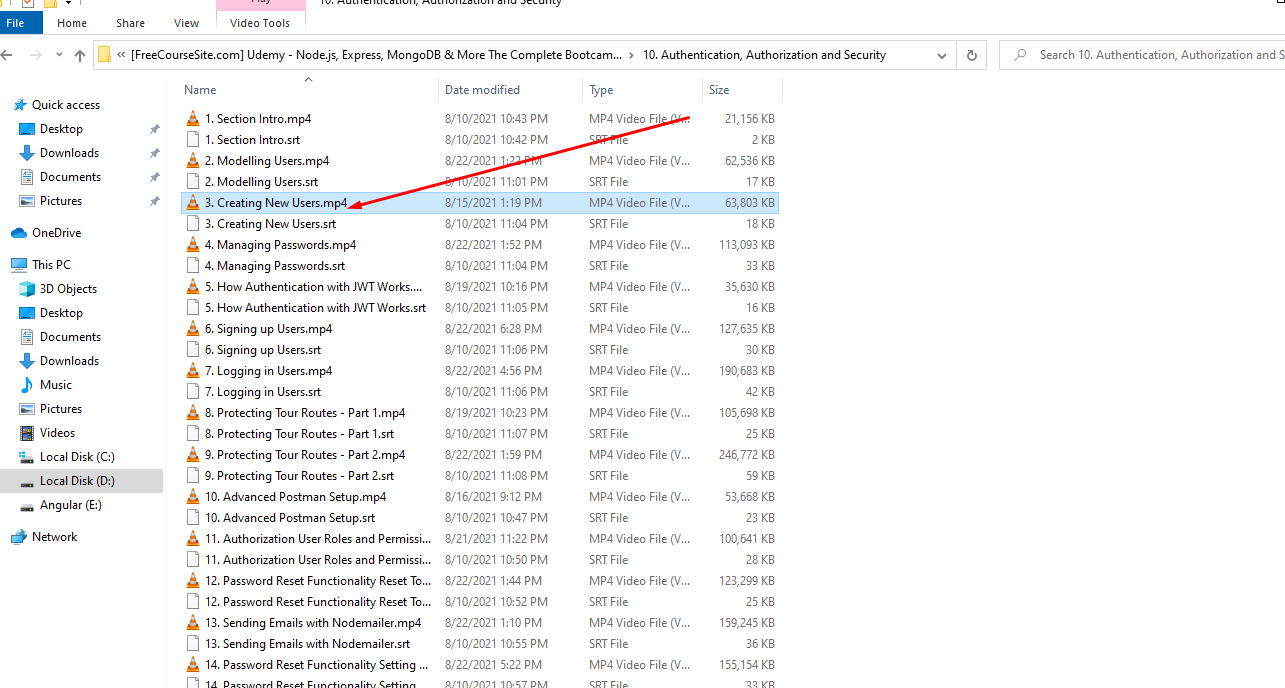 Play
10. Authentication, Authorization and Security
File Home Share View Video Tools
« [FreeCourseSite.com] Udemy - Node.js, Express, MongoDB & More The Complete Bootcam... › 10. Authentication, Authorization and Security
Search 10. Authentication, Authorization and S
Quick access
Desktop
Downloads
Documents
Pictures
OneDrive
This PC
3D Objects
Desktop
Documents
Downloads
Music
Pictures
Videos
Local Disk (C:)
Local Disk (D:)
Angular (E:)
Network
Name Date modified Type Size
1. Section Intro.mp4 8/10/2021 10:43 PM MP4 Video File (V... 21,156 KB
1. Section Intro.srt 8/10/2021 10:42 PM SRT File 2 KB
2. Modelling Users.mp4 8/22/2021 1:22 PM MP4 Video File (V... 62,536 KB
2. Modelling Users.srt 8/10/2021 11:01 PM SRT File 17 KB
3. Creating New Users.mp4 8/15/2021 1:19 PM MP4 Video File (V... 63,803 KB
3. Creating New Users.srt 8/10/2021 11:04 PM SRT File 18 KB
4. Managing Passwords.mp4 8/22/2021 1:52 PM MP4 Video File (V... 113,093 KB
4. Managing Passwords.srt 8/10/2021 11:04 PM SRT File 33 KB
5. How Authentication with JWT Works.... 8/19/2021 10:16 PM MP4 Video File (V... 35,630 KB
5. How Authentication with JWT Works.srt 8/10/2021 11:05 PM SRT File 16 KB
6. Signing up Users.mp4 8/22/2021 6:28 PM MP4 Video File (V... 127,635 KB
6. Signing up Users.srt 8/10/2021 11:06 PM SRT File 30 KB
7. Logging in Users.mp4 8/22/2021 4:56 PM MP4 Video File (V... 190,683 KB
7. Logging in Users.srt 8/10/2021 11:06 PM SRT File 42 KB
8. Protecting Tour Routes - Part 1.mp4 8/19/2021 10:23 PM MP4 Video File (V... 105,698 KB
8. Protecting Tour Routes - Part 1.srt 8/10/2021 11:07 PM SRT File 25 KB
9. Protecting Tour Routes - Part 2.mp4 8/22/2021 1:59 PM MP4 Video File (V... 246,772 KB
9. Protecting Tour Routes - Part 2.srt 8/10/2021 11:08 PM SRT File 59 KB
10. Advanced Postman Setup.mp4 8/16/2021 9:12 PM MP4 Video File (V... 53,668 KB
10. Advanced Postman Setup.srt 8/10/2021 10:47 PM SRT File 23 KB
11. Authorization User Roles and Permissi... 8/21/2021 11:22 PM MP4 Video File (V... 100,641 KB
11. Authorization User Roles and Permissi... 8/10/2021 10:50 PM SRT File 28 KB
12. Password Reset Functionality Reset To... 8/22/2021 1:44 PM MP4 Video File (V... 123,299 KB
12. Password Reset Functionality Reset To... 8/10/2021 10:52 PM SRT File 25 KB
13. Sending Emails with Nodemailer.mp4 8/22/2021 1:10 PM MP4 Video File (V... 159,245 KB
13. Sending Emails with Nodemailer.srt 8/10/2021 10:55 PM SRT File 36 KB
14. Password Reset Functionality Setting ... 8/22/2021 5:22 PM MP4 Video File (V... 155,154 KB
14. Password Reset Functionality Setting 8/10/2021 10:57 PM SRT File 33 KB